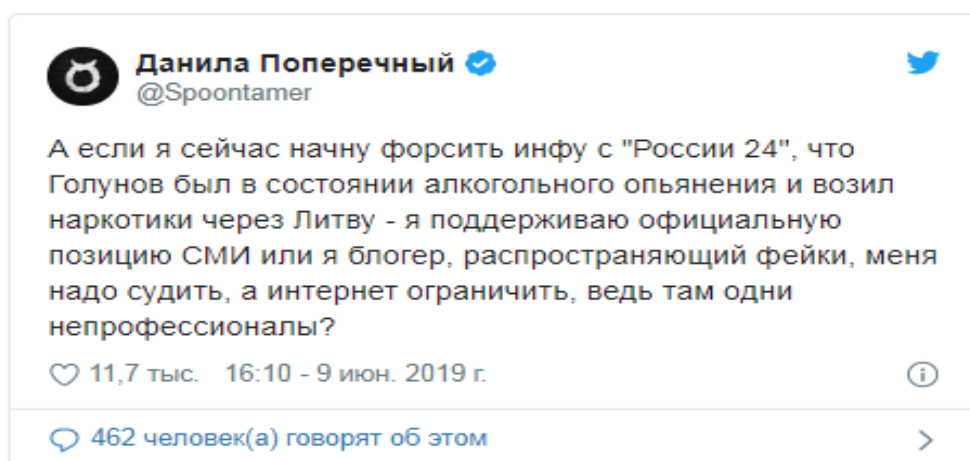 Данила Поперечный
@Spoontamer
А если я сейчас начну форсить инфу с "России 24", что
Голунов был в состоянии алкогольного опьянения и возил
наркотики через Литву - я поддерживаю официальную
позицию СМИ или я блогер, распространяющий фейки, меня
надо судить, а интернет ограничить, ведь там одни
непрофессионалы?
11,7 тыс. 16:10 - 9 июн. 2019 г.
462 человек(а) говорят об этом